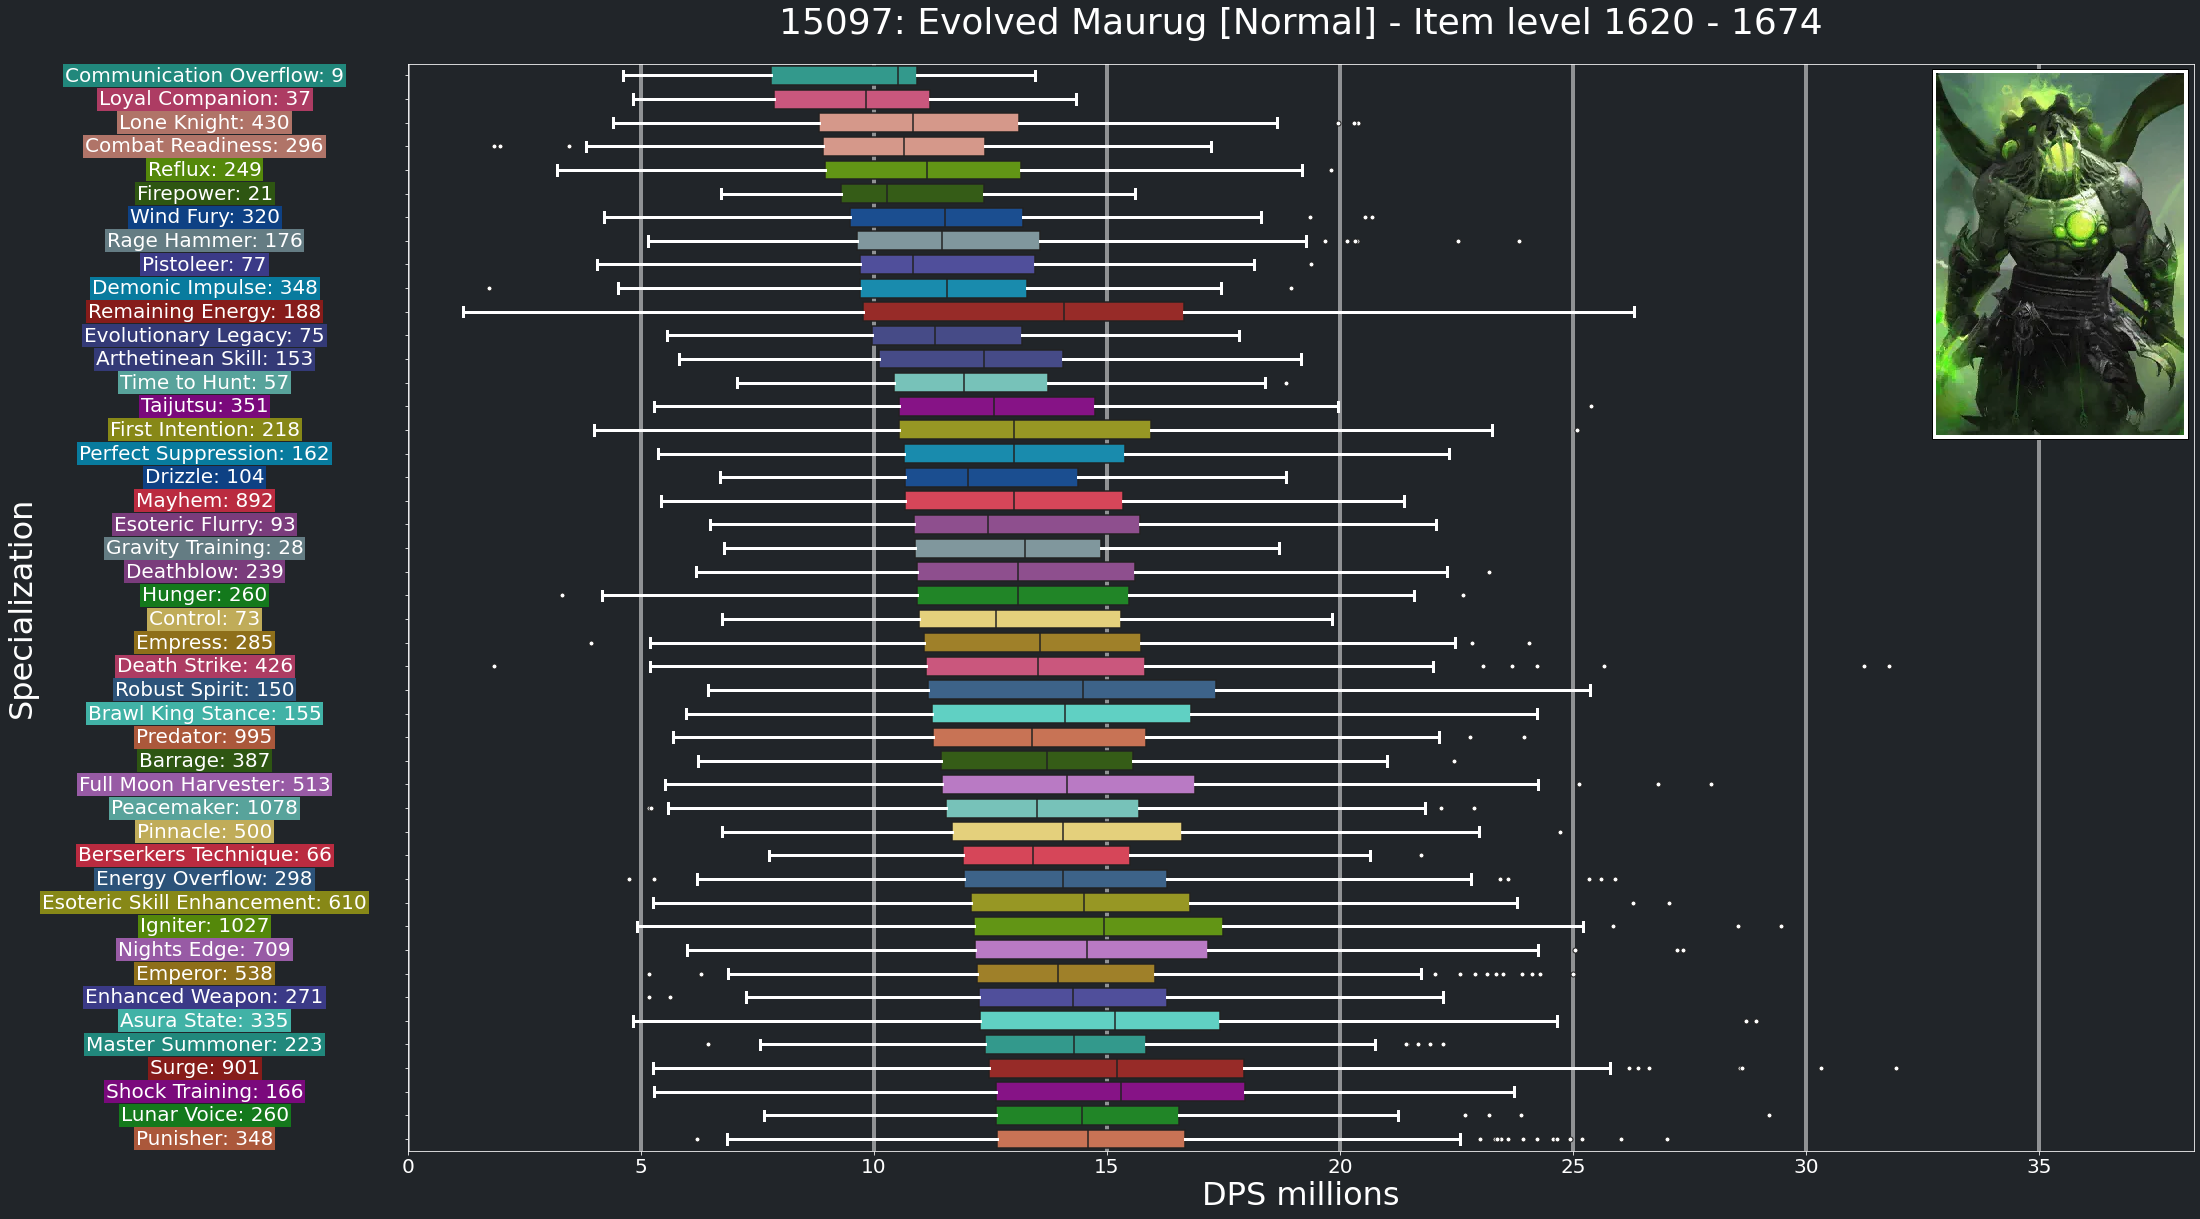 15097: Evolved Maurug [Normal] - Item level 1620 - 1674
Specialization
Communication Overflow: 9
Loyal Companion: 37
Lone Knight: 430
Combat Readiness: 296
Reflux: 249
Firepower: 21
Wind Fury: 320
Rage Hammer: 176
Pistoleer: 77
Demonic Impulse: 348
Remaining Energy: 188
Evolutionary Legacy: 75
Arthetinean Skill: 153
Time to Hunt: 57
Taijutsu: 351
First Intention: 218
Perfect Suppression: 162
Drizzle: 104
Mayhem: 892
Esoteric Flurry: 93
Gravity Training: 28
Deathblow: 239
Hunger: 260
Control: 73
Empress: 285
Death Strike: 426
Robust Spirit: 150
Brawl King Stance: 155
Predator: 995
Barrage: 387
Full Moon Harvester: 513
Peacemaker: 1078
Pinnacle: 500
Berserkers Technique: 66
Energy Overflow: 298
Esoteric Skill Enhancement: 610
Igniter: 1027
Nights Edge: 709
Emperor: 538
Enhanced Weapon: 271
Asura State: 335
Master Summoner: 223
Surge: 901
Shock Training: 166
Lunar Voice: 260
Punisher: 348
0 5 10 15 20 25 30 35
DPS millions